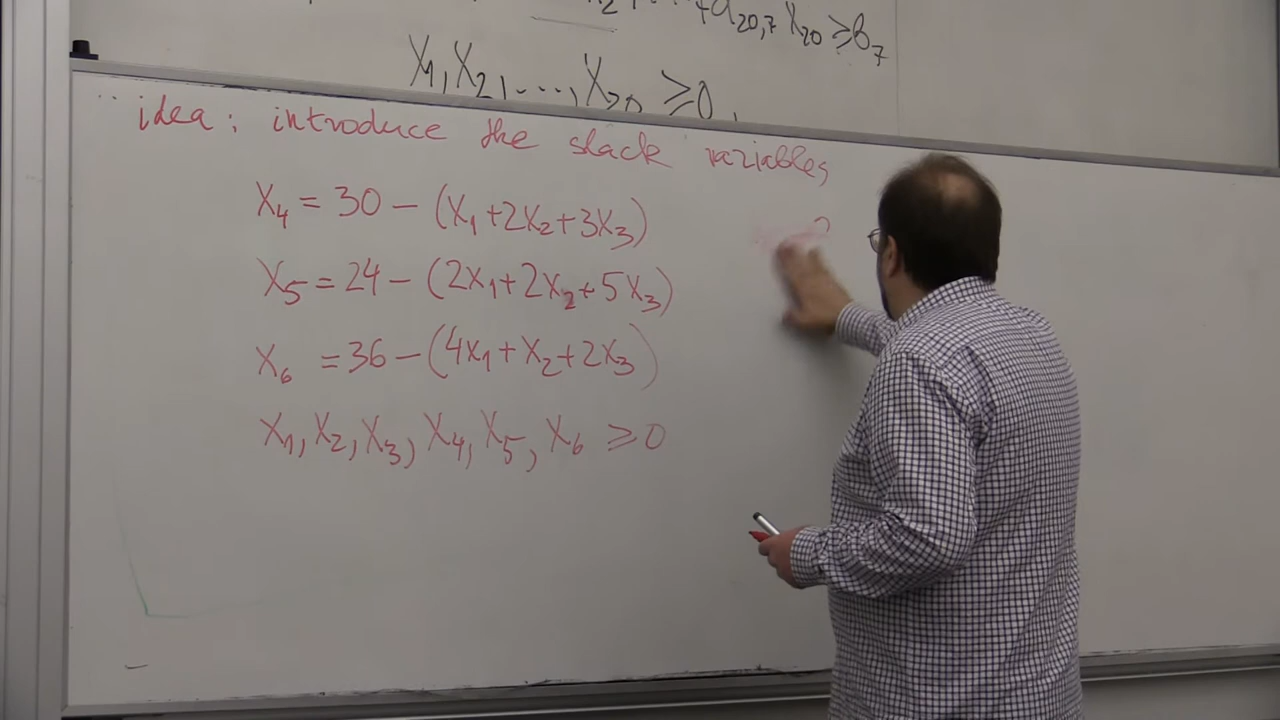 +a₂₀,₇ x₂₀ ≥ b₇
x₁, x₂, ..., x₂₀ ≥ 0.
idea: introduce the slack variables
x₄ = 30 − (x₁+2x₂+3x₃)
x₅ = 24 − (2x₁+2x₂+5x₃)
x₆ = 36 − (4x₁+x₂+2x₃)
x₁, x₂, x₃, x₄, x₅, x₆ ≥ 0